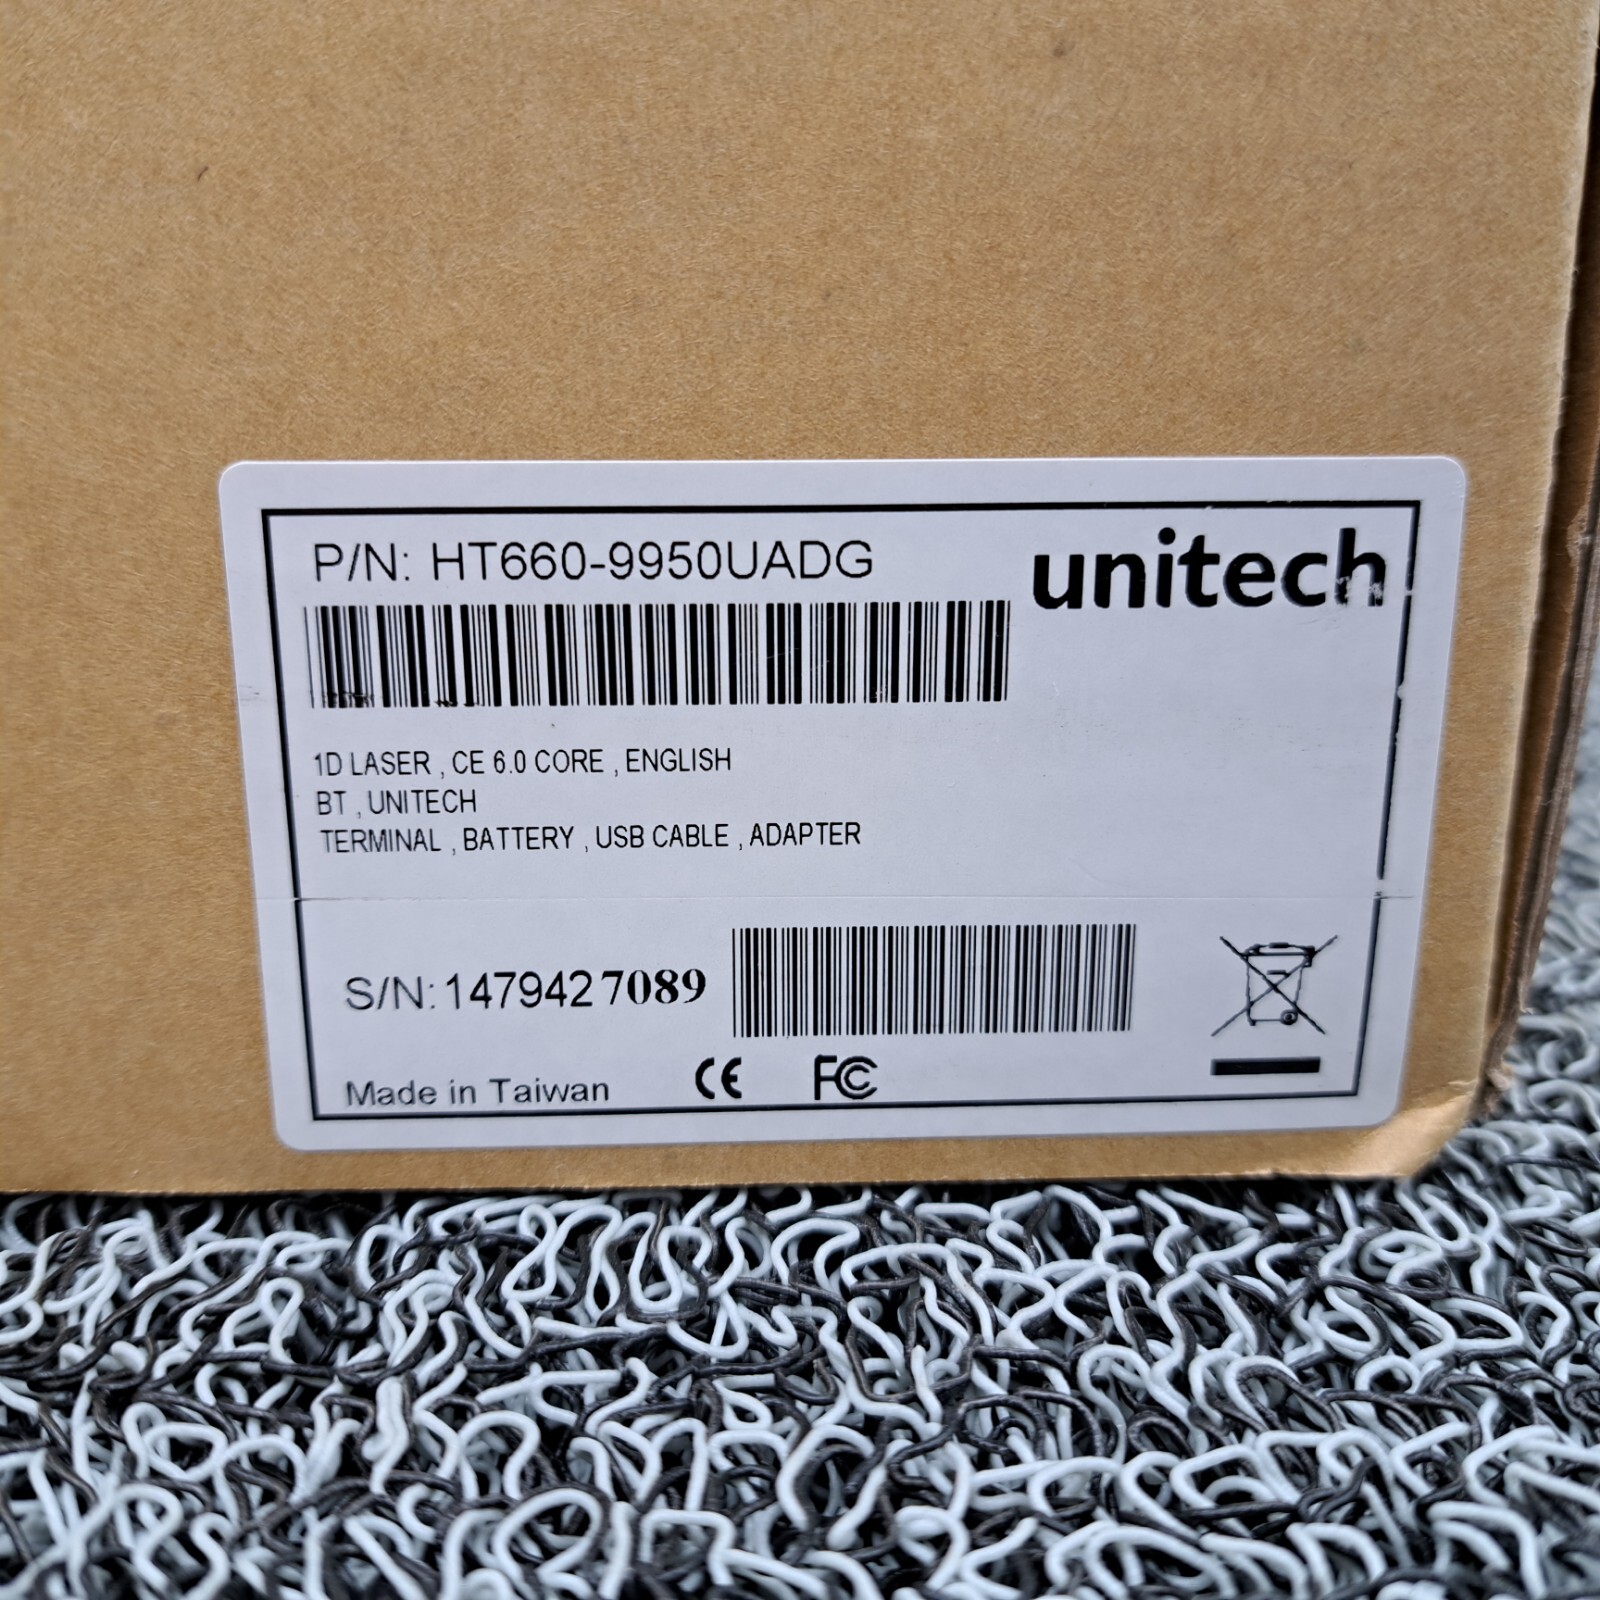 P/N: HT660-9950UADG
unitech
1D LASER , CE 6.0 CORE , ENGLISH
BT , UNITECH
TERMINAL , BATTERY , USB CABLE , ADAPTER
S/N: 1479427089
Made in Taiwan
CE FC